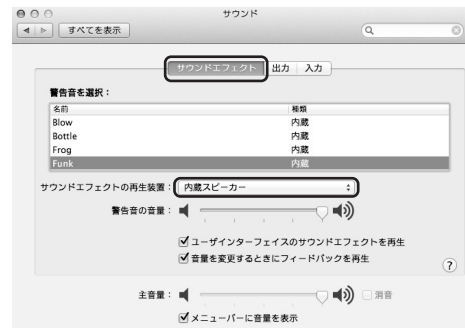 サウンド
すべてを表示
サウンドエフェクト 出力 入力
警告音を選択：
名前 種類
Blow 内蔵
Bottle 内蔵
Frog 内蔵
Funk 内蔵
サウンドエフェクトの再生装置： 内蔵スピーカー
警告音の音量：
ユーザインターフェイスのサウンドエフェクトを再生
音量を変更するときにフィードバックを再生
?
主音量： 消音
メニューバーに音量を表示